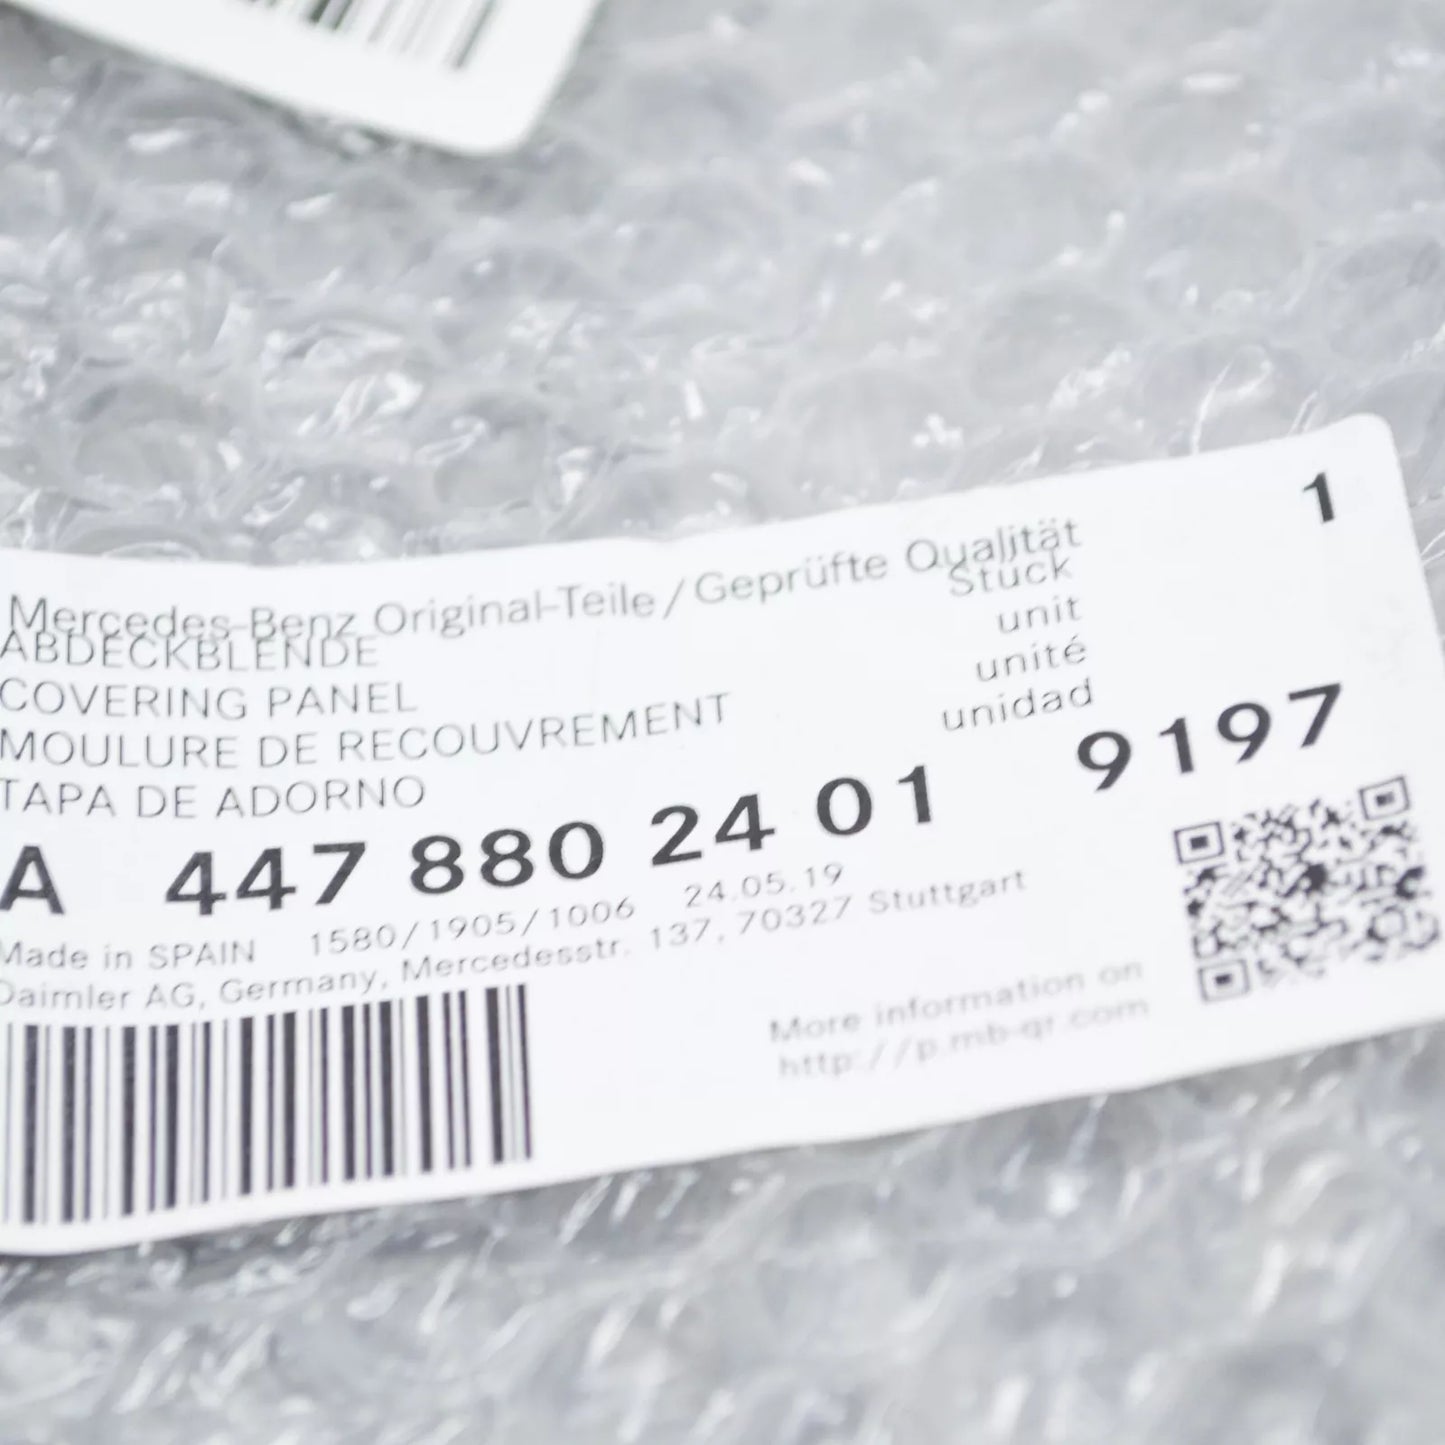 Mercedes-Benz Original-Teile/Geprüfte Qualität 1
ABDECKBLENDE Stück
COVERING PANEL unit
MOULURE DE RECOUVREMENT unité
TAPA DE ADORNO unidad
A 447 880 24 01 9197
Made in SPAIN 1580/1905/1006 24.05.19
Daimler AG, Germany, Mercedesstr. 137, 70327 Stuttgart
More information on
http://p.mb-qr.com